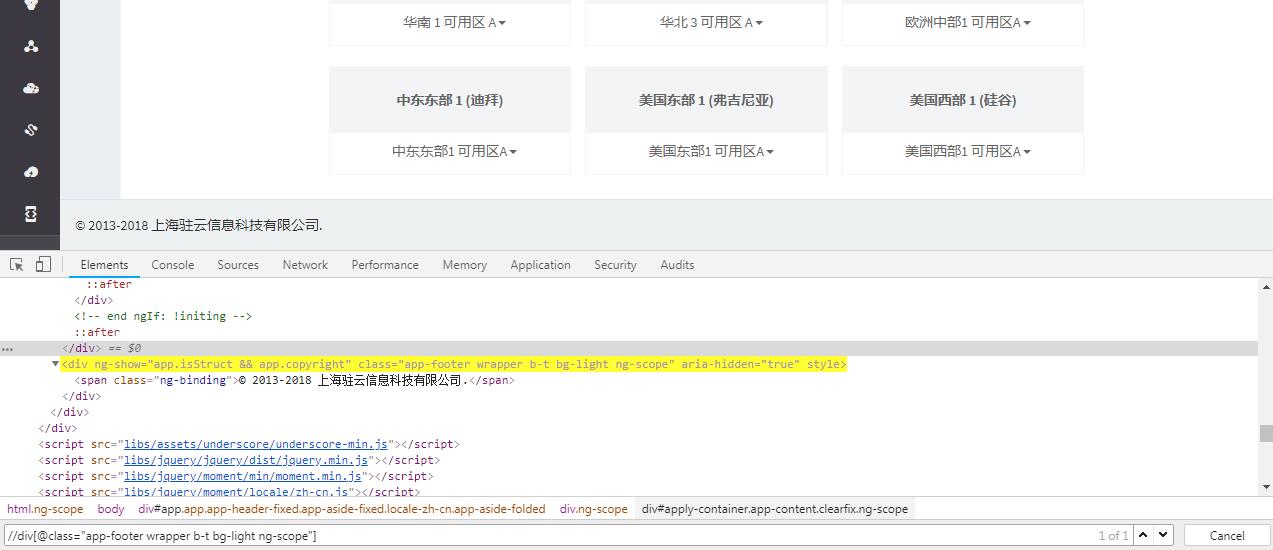 华南 1 可用区 A
华北 3 可用区 A
欧洲中部1 可用区A
中东东部 1 (迪拜)
美国东部 1 (弗吉尼亚)
美国西部 1 (硅谷)
中东东部1 可用区A
美国东部1 可用区A
美国西部1 可用区A
© 2013-2018 上海驻云信息科技有限公司.
Elements Console Sources Network Performance Memory Application Security Audits
::after
</div>
<!-- end ngIf: !initing -->
::after
... </div> == $0
<div ng-show="app.isStruct && app.copyright" class="app-footer wrapper b-t bg-light ng-scope" aria-hidden="true" style>
<span class="ng-binding">© 2013-2018 上海驻云信息科技有限公司.</span>
</div>
</div>
</div>
<script src="libs/assets/underscore/underscore-min.js"></script>
<script src="libs/jquery/jquery/dist/jquery.min.js"></script>
<script src="libs/jquery/moment/min/moment.min.js"></script>
<script src="libs/jquery/moment/locale/zh-cn.js"></script>
html.ng-scope body div#app.app.app-header-fixed.app-aside-fixed.locale-zh-cn.app-aside-folded div.ng-scope div#apply-container.app-content.clearfix.ng-scope
//div[@class="app-footer wrapper b-t bg-light ng-scope"] 1 of 1 Cancel